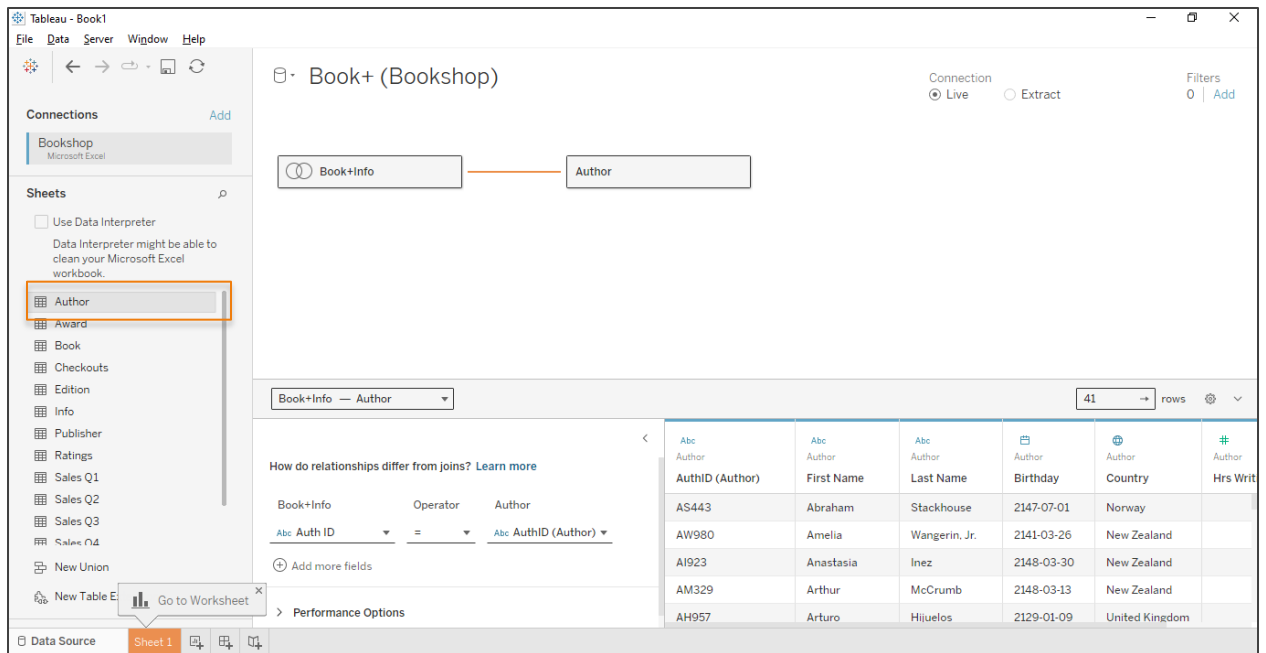 Tableau - Book1
File Data Server Window Help
Book+ (Bookshop)
Connection
Live Extract
Filters
0 Add
Connections Add
Bookshop
Microsoft Excel
Sheets
Use Data Interpreter
Data Interpreter might be able to
clean your Microsoft Excel
workbook.
Author
Award
Book
Checkouts
Edition
Info
Publisher
Ratings
Sales Q1
Sales Q2
Sales Q3
Sales Q4
New Union
New Table E
Go to Worksheet
Book+Info
Author
Book+Info — Author
41 rows
How do relationships differ from joins? Learn more
Book+Info Operator Author
Abc Auth ID = Abc AuthID (Author)
Add more fields
Performance Options
Abc Abc Abc #
Author Author Author Author Author Author
AuthID (Author) First Name Last Name Birthday Country Hrs Writ
AS443 Abraham Stackhouse 2147-07-01 Norway
AW980 Amelia Wangerin, Jr. 2141-03-26 New Zealand
AI923 Anastasia Inez 2148-03-30 New Zealand
AM329 Arthur McCrumb 2148-03-13 New Zealand
AH957 Arturo Hijuelos 2129-01-09 United Kingdom
Data Source Sheet 1